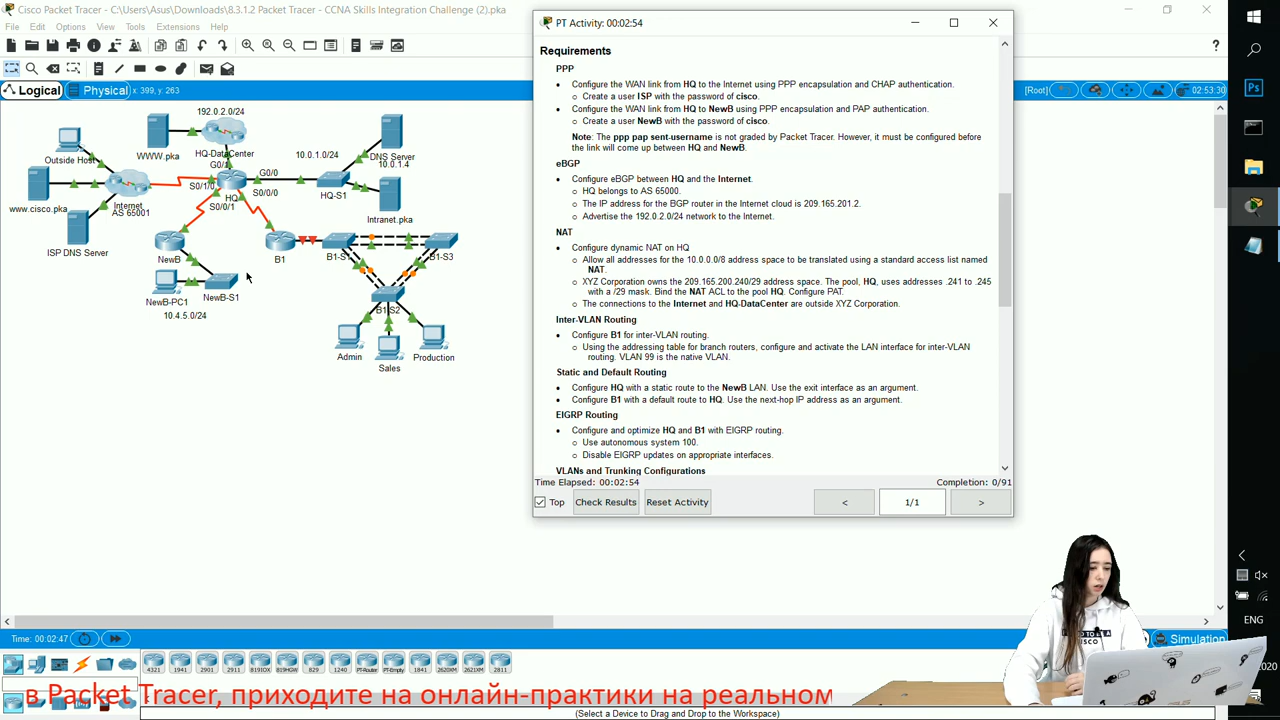 Cisco Packet Tracer - C:\Users\Asus\Downloads\8.3.1.2 Packet Tracer - CCNA Skills Integration Challenge (2).pka
File Edit Options View Tools Extensions Help
Logical Physical x: 399, y: 263
[Root] 02:53:30
192.0.2.0/24
WWW.pka
HQ-DataCenter
Outside Host
G0/1
10.0.1.0/24
DNS Server
10.0.1.4
G0/0
S0/1/0
HQ
S0/0/0
HQ-S1
www.cisco.pka
Internet
AS 65001
S0/0/1
Intranet.pka
ISP DNS Server
NewB
B1
B1-S1
B1-S3
NewB-PC1
NewB-S1
B1-S2
10.4.5.0/24
Admin
Sales
Production
PT Activity: 00:02:54
Requirements
PPP
• Configure the WAN link from HQ to the Internet using PPP encapsulation and CHAP authentication.
o Create a user ISP with the password of cisco.
• Configure the WAN link from HQ to NewB using PPP encapsulation and PAP authentication.
o Create a user NewB with the password of cisco.
Note: The ppp pap sent-username is not graded by Packet Tracer. However, it must be configured before
the link will come up between HQ and NewB.
eBGP
• Configure eBGP between HQ and the Internet.
o HQ belongs to AS 65000.
o The IP address for the BGP router in the Internet cloud is 209.165.201.2.
o Advertise the 192.0.2.0/24 network to the Internet.
NAT
• Configure dynamic NAT on HQ
o Allow all addresses for the 10.0.0.0/8 address space to be translated using a standard access list named
NAT.
o XYZ Corporation owns the 209.165.200.240/29 address space. The pool, HQ, uses addresses .241 to .245
with a /29 mask. Bind the NAT ACL to the pool HQ. Configure PAT.
o The connections to the Internet and HQ-DataCenter are outside XYZ Corporation.
Inter-VLAN Routing
• Configure B1 for inter-VLAN routing.
o Using the addressing table for branch routers, configure and activate the LAN interface for inter-VLAN
routing. VLAN 99 is the native VLAN.
Static and Default Routing
• Configure HQ with a static route to the NewB LAN. Use the exit interface as an argument.
• Configure B1 with a default route to HQ. Use the next-hop IP address as an argument.
EIGRP Routing
• Configure and optimize HQ and B1 with EIGRP routing.
o Use autonomous system 100.
o Disable EIGRP updates on appropriate interfaces.
VLANs and Trunking Configurations
Time Elapsed: 00:02:54 Completion: 0/91
Top Check Results Reset Activity < 1/1 >
Time: 00:02:47
Simulation
4321 1941 2901 2911 819IOX 819HGW 829 1240 PT-Router PT-Empty 1841 2620XM 2621XM 2811
(Select a Device to Drag and Drop to the Workspace)
в Packet Tracer, приходите на онлайн-практики на реальном
ENG
Ps
CISCO